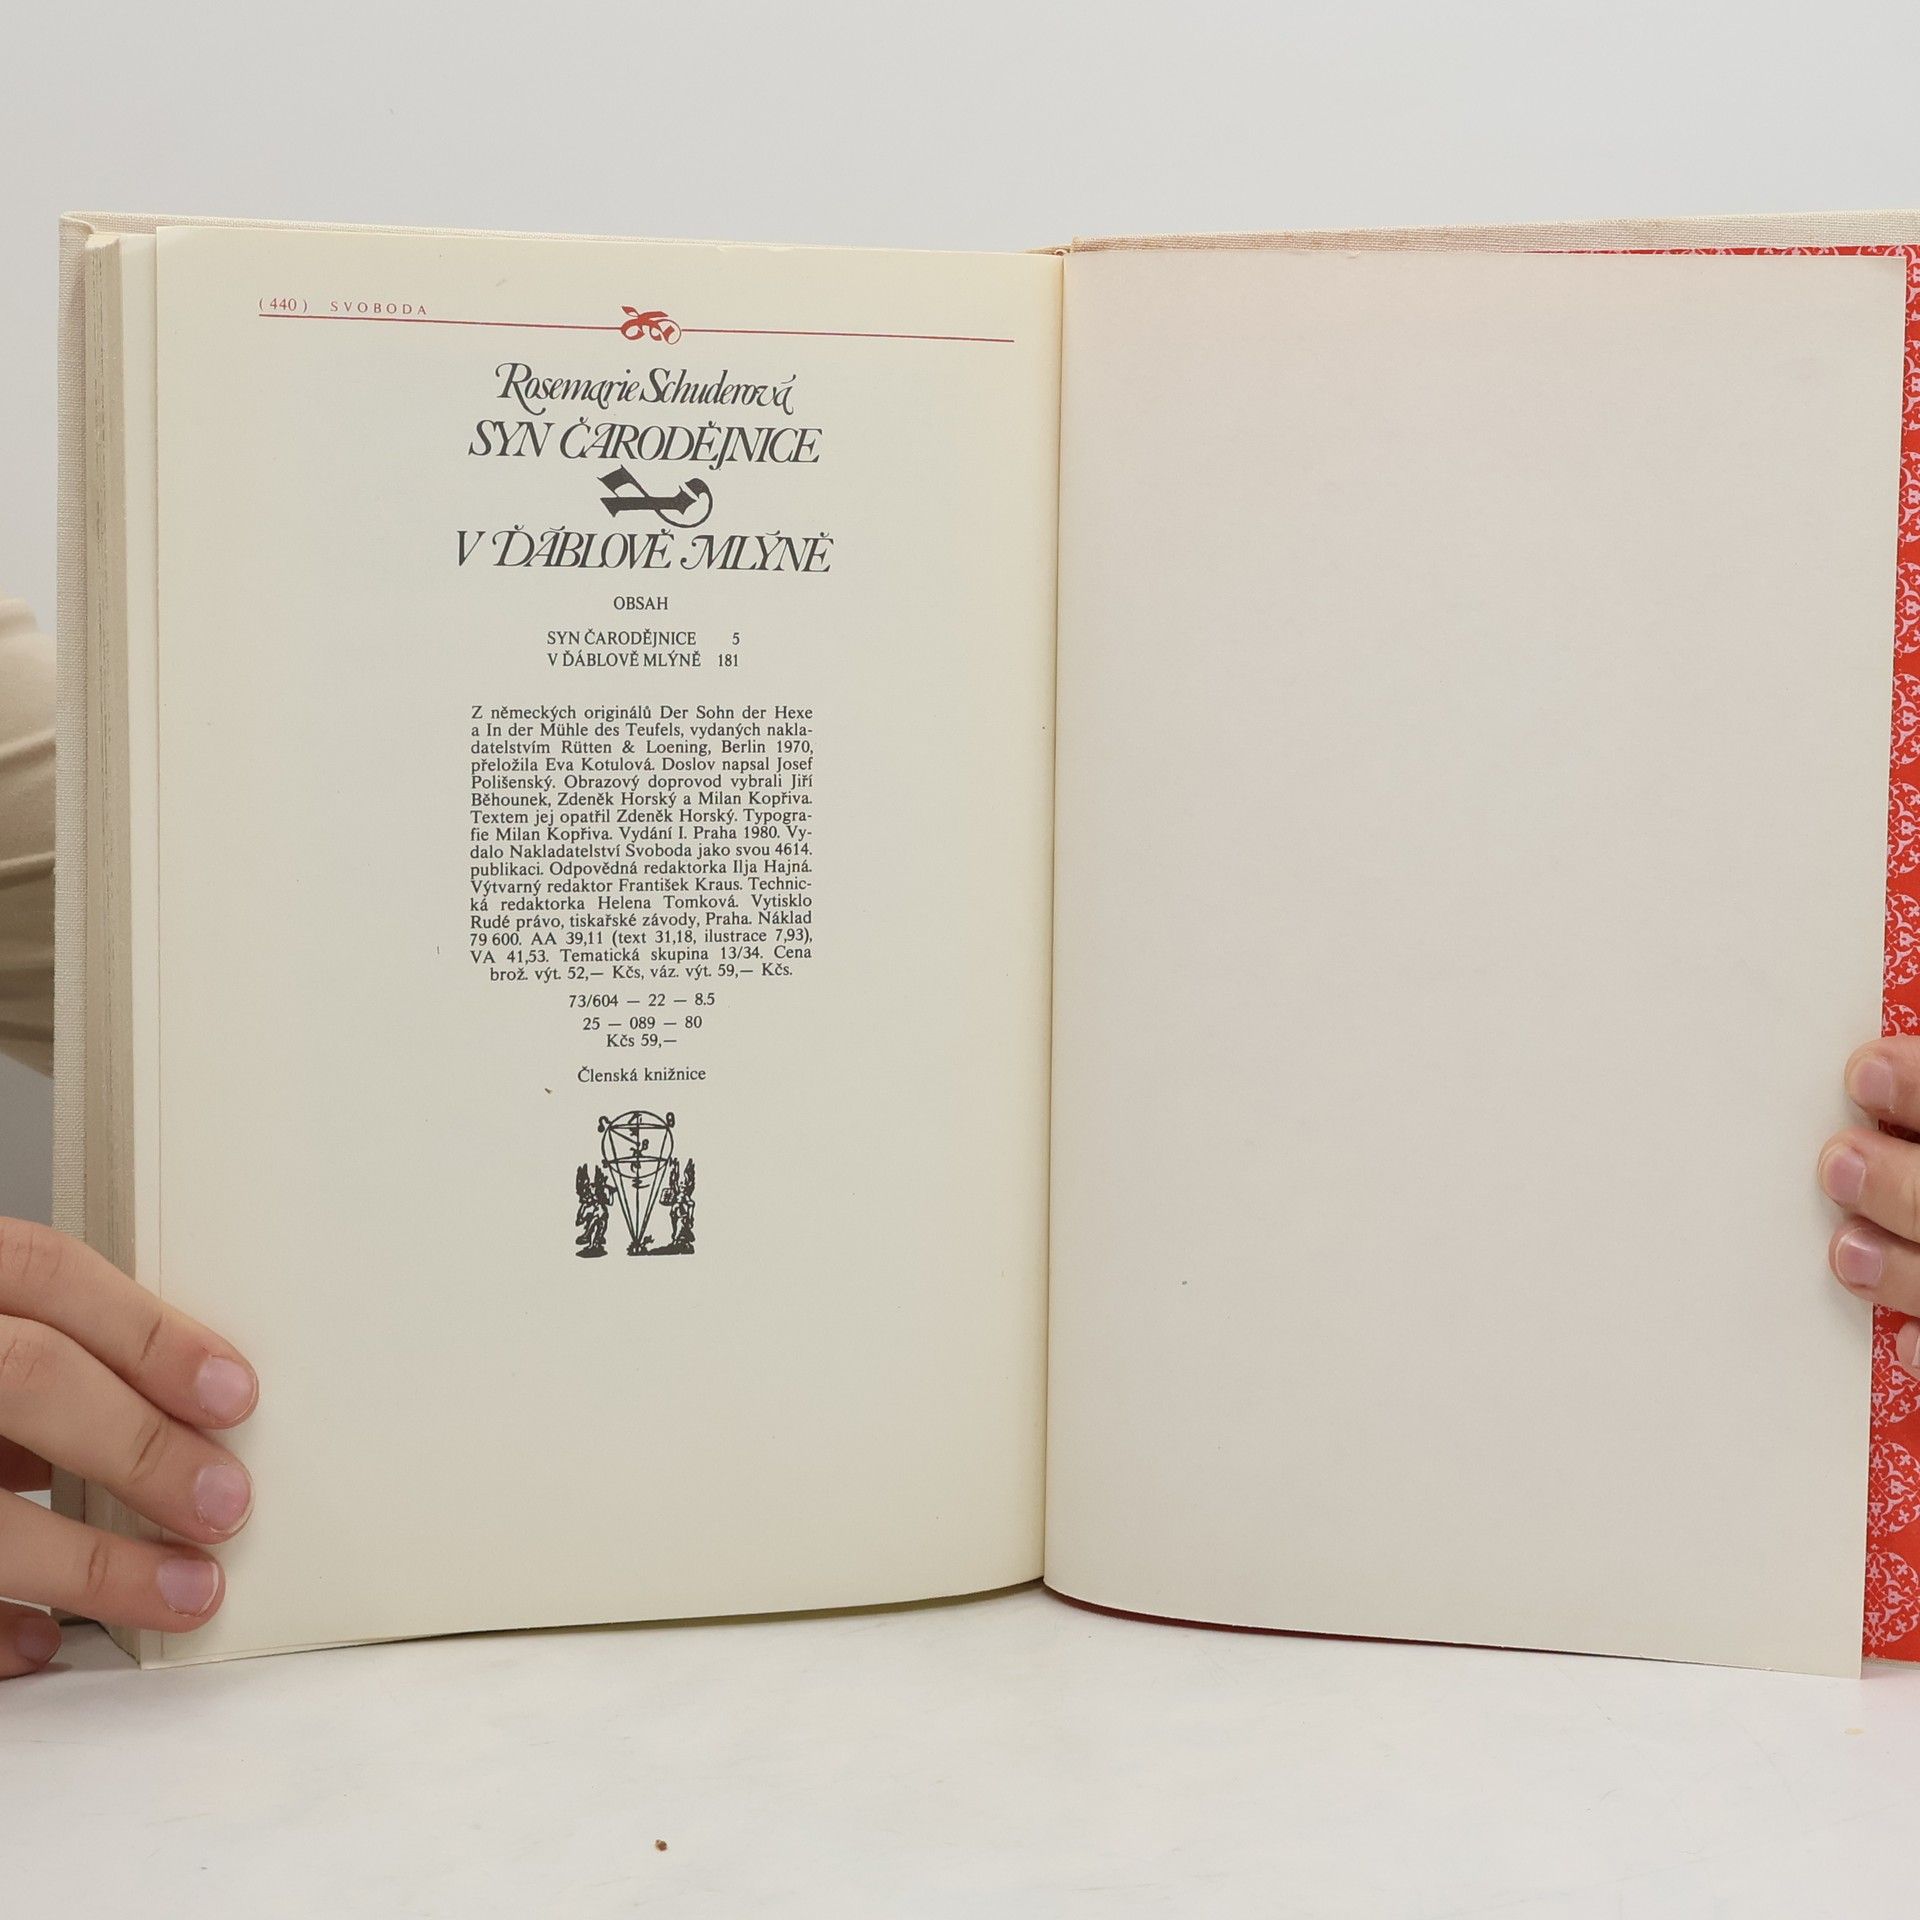 (440) SVOBODA
Rosemarie Schuderová
SYN ČARODĚJNICE
V ĎÁBLOVĚ MLÝNĚ
OBSAH
SYN ČARODĚJNICE 5
V ĎÁBLOVĚ MLÝNĚ 181
Z německých originálů Der Sohn der Hexe
a In der Mühle des Teufels, vydaných nakla-
datelstvím Rütten & Loening, Berlin 1970,
přeložila Eva Kotulová. Doslov napsal Josef
Polišenský. Obrazový doprovod vybrali Jiří
Běhounek, Zdeněk Horský a Milan Kopřiva.
Textem jej opatřil Zdeněk Horský. Typogra-
fie Milan Kopřiva. Vydání I. Praha 1980. Vy-
dalo Nakladatelství Svoboda jako svou 4614.
publikaci. Odpovědná redaktorka Ilja Hajná.
Výtvarný redaktor František Kraus. Technic-
ká redaktorka Helena Tomková. Vytisklo
Rudé právo, tiskařské závody, Praha. Náklad
79 600. AA 39,11 (text 31,18, ilustrace 7,93),
VA 41,53. Tematická skupina 13/34. Cena
brož. výt. 52,— Kčs, váz. výt. 59,— Kčs.
73/604 — 22 — 8.5
25 — 089 — 80
Kčs 59,—
Členská knižnice